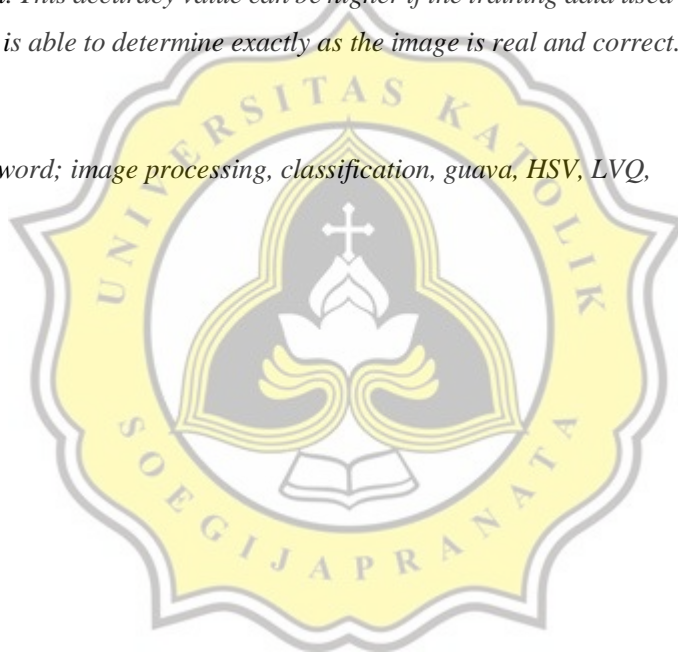 . This accuracy value can be higher if the training data used
is able to determine exactly as the image is real and correct.
word; image processing, classification, guava, HSV, LVQ,
UNIVERSITAS KATOLIK
SOEGIJAPRANATA